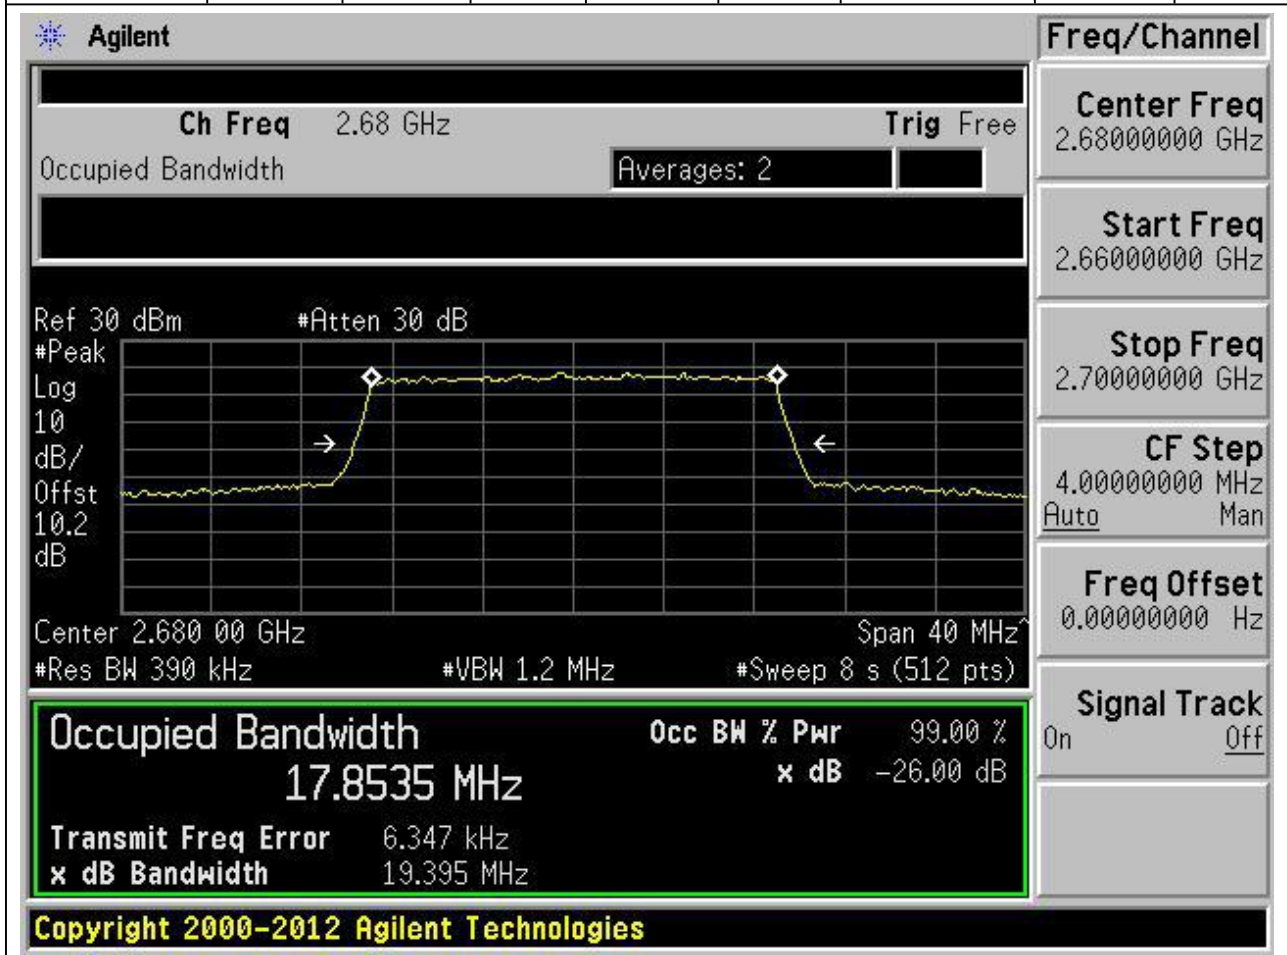 Agilent
Freq/Channel
Ch Freq 2.68 GHz Trig Free
Occupied Bandwidth Averages: 2
Center Freq
2.68000000 GHz
Start Freq
2.66000000 GHz
Stop Freq
2.70000000 GHz
CF Step
4.00000000 MHz
Auto Man
Freq Offset
0.00000000 Hz
Signal Track
On Off
Ref 30 dBm #Atten 30 dB
#Peak
Log
10
dB/
Offst
10.2
dB
Center 2.680 00 GHz Span 40 MHz^
#Res BW 390 kHz #VBW 1.2 MHz #Sweep 8 s (512 pts)
Occupied Bandwidth Occ BW % Pwr 99.00 %
17.8535 MHz x dB -26.00 dB
Transmit Freq Error 6.347 kHz
x dB Bandwidth 19.395 MHz
Copyright 2000-2012 Agilent Technologies